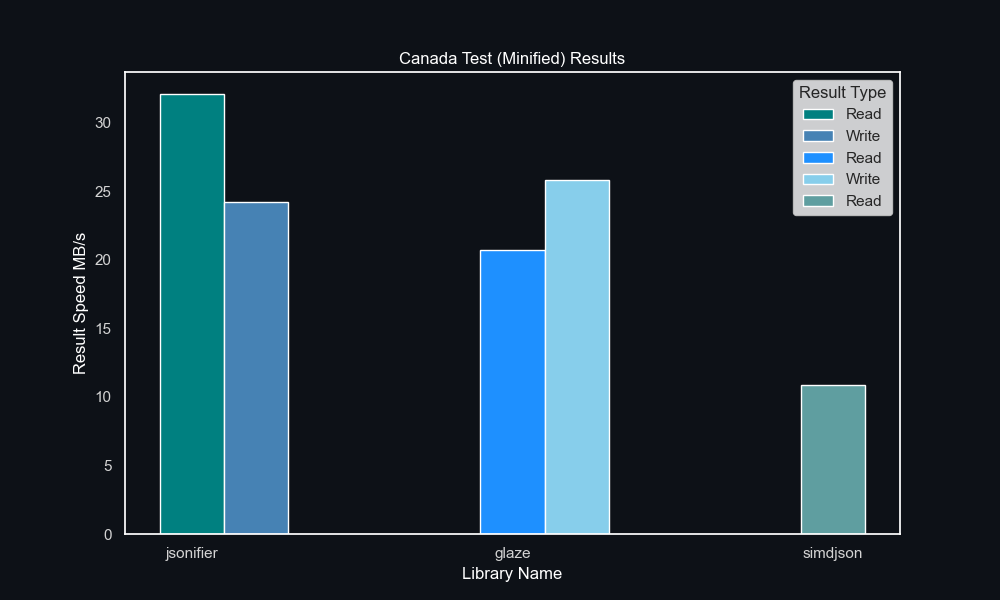 Canada Test (Minified) Results
Result Type
Read
Write
Read
Write
Read
Result Speed MB/s
30
25
20
15
10
5
0
jsonifier glaze simdjson
Library Name